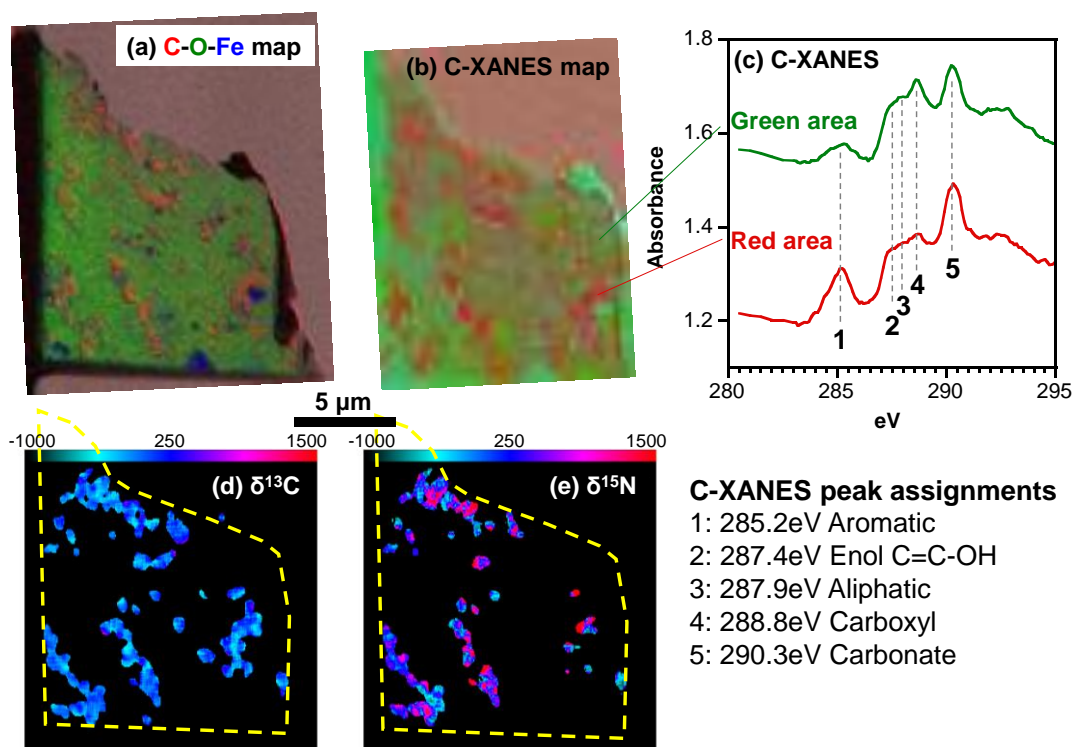 (a) C-O-Fe map
(b) C-XANES map
(c) C-XANES
1.8
1.6
1.4
1.2
Absorbance
Green area
Red area
1
2
3
4
5
280
285
290
295
eV
5 µm
-1000
250
1500
(d) δ¹³C
-1000
250
1500
(e) δ¹⁵N
C-XANES peak assignments
1: 285.2eV Aromatic
2: 287.4eV Enol C=C-OH
3: 287.9eV Aliphatic
4: 288.8eV Carboxyl
5: 290.3eV Carbonate